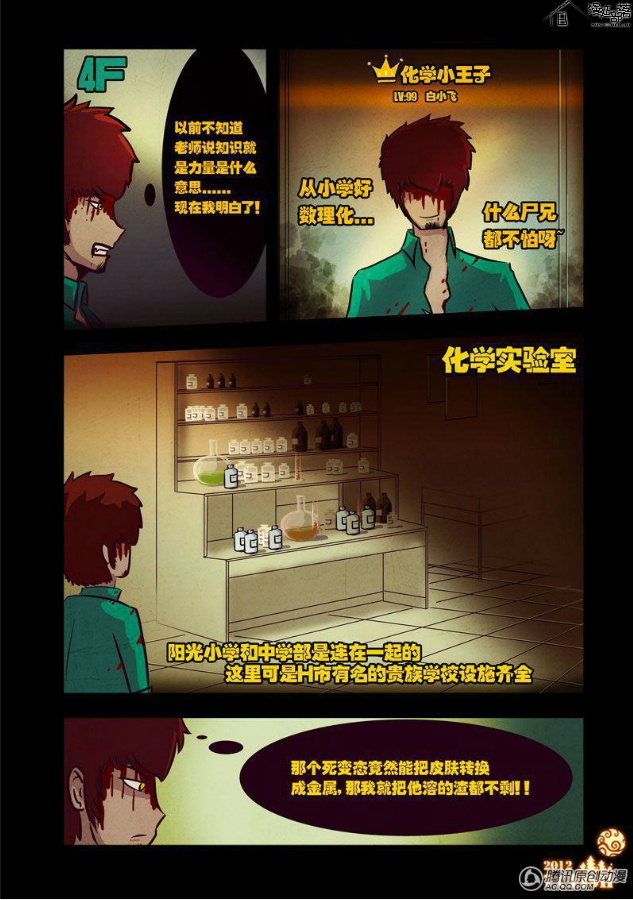 漫画部落
4F
以前不知道
老师说知识就
是力量是什么
意思......
现在我明白了！
化学小王子
LV:99 白小飞
从小学好
数理化...
什么尸兄
都不怕呀~
化学实验室
阳光小学和中学部是连在一起的
这里可是H市有名的贵族学校设施齐全
那个死变态竟然能把皮肤转换
成金属，那我就把他溶的渣都不剩！！
2012
腾讯原创动漫
AC.QQ.COM